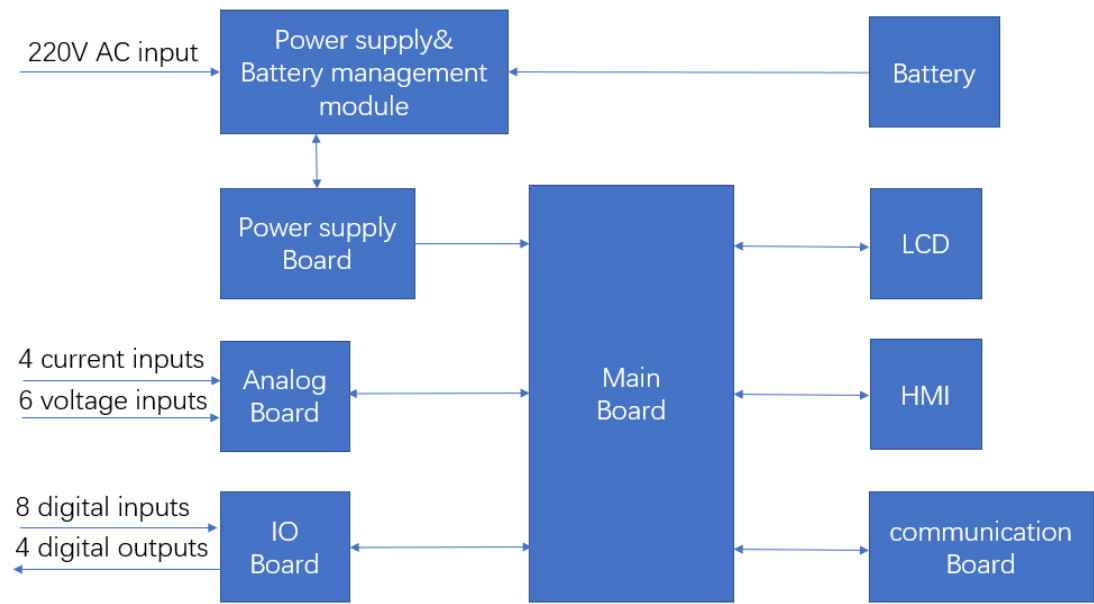 220V AC input
Power supply&
Battery management
module
Battery
Power supply
Board
LCD
4 current inputs
6 voltage inputs
Analog
Board
Main
Board
HMI
8 digital inputs
4 digital outputs
IO
Board
communication
Board